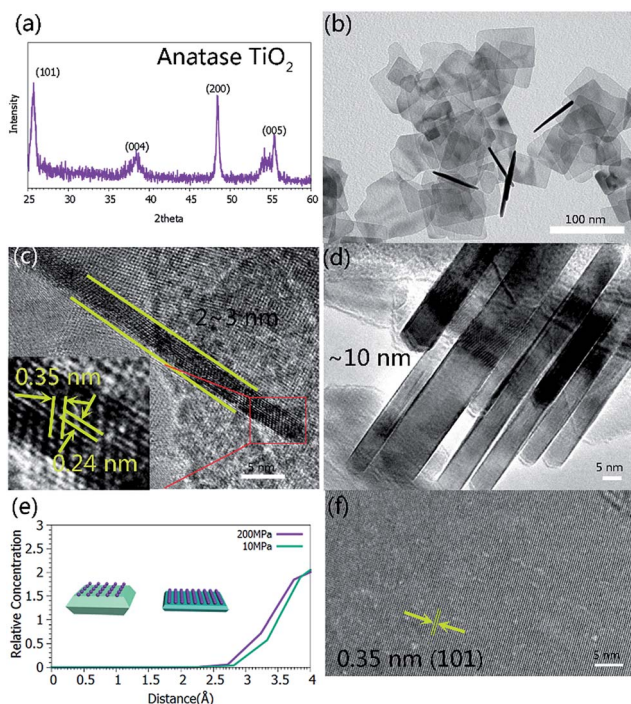 (a)
Anatase TiO2
(101)
(004)
(200)
(005)
Intensity
25 30 35 40 45 50 55 60
2theta
(b)
100 nm
(c)
2~3 nm
0.35 nm
0.24 nm
5 nm
(d)
~10 nm
5 nm
(e)
200MPa
10MPa
3
2.5
2
1.5
1
0.5
0
Relative Concentration
0 0.5 1 1.5 2 2.5 3 3.5 4
Distance(Å)
(f)
0.35 nm (101)
5 nm